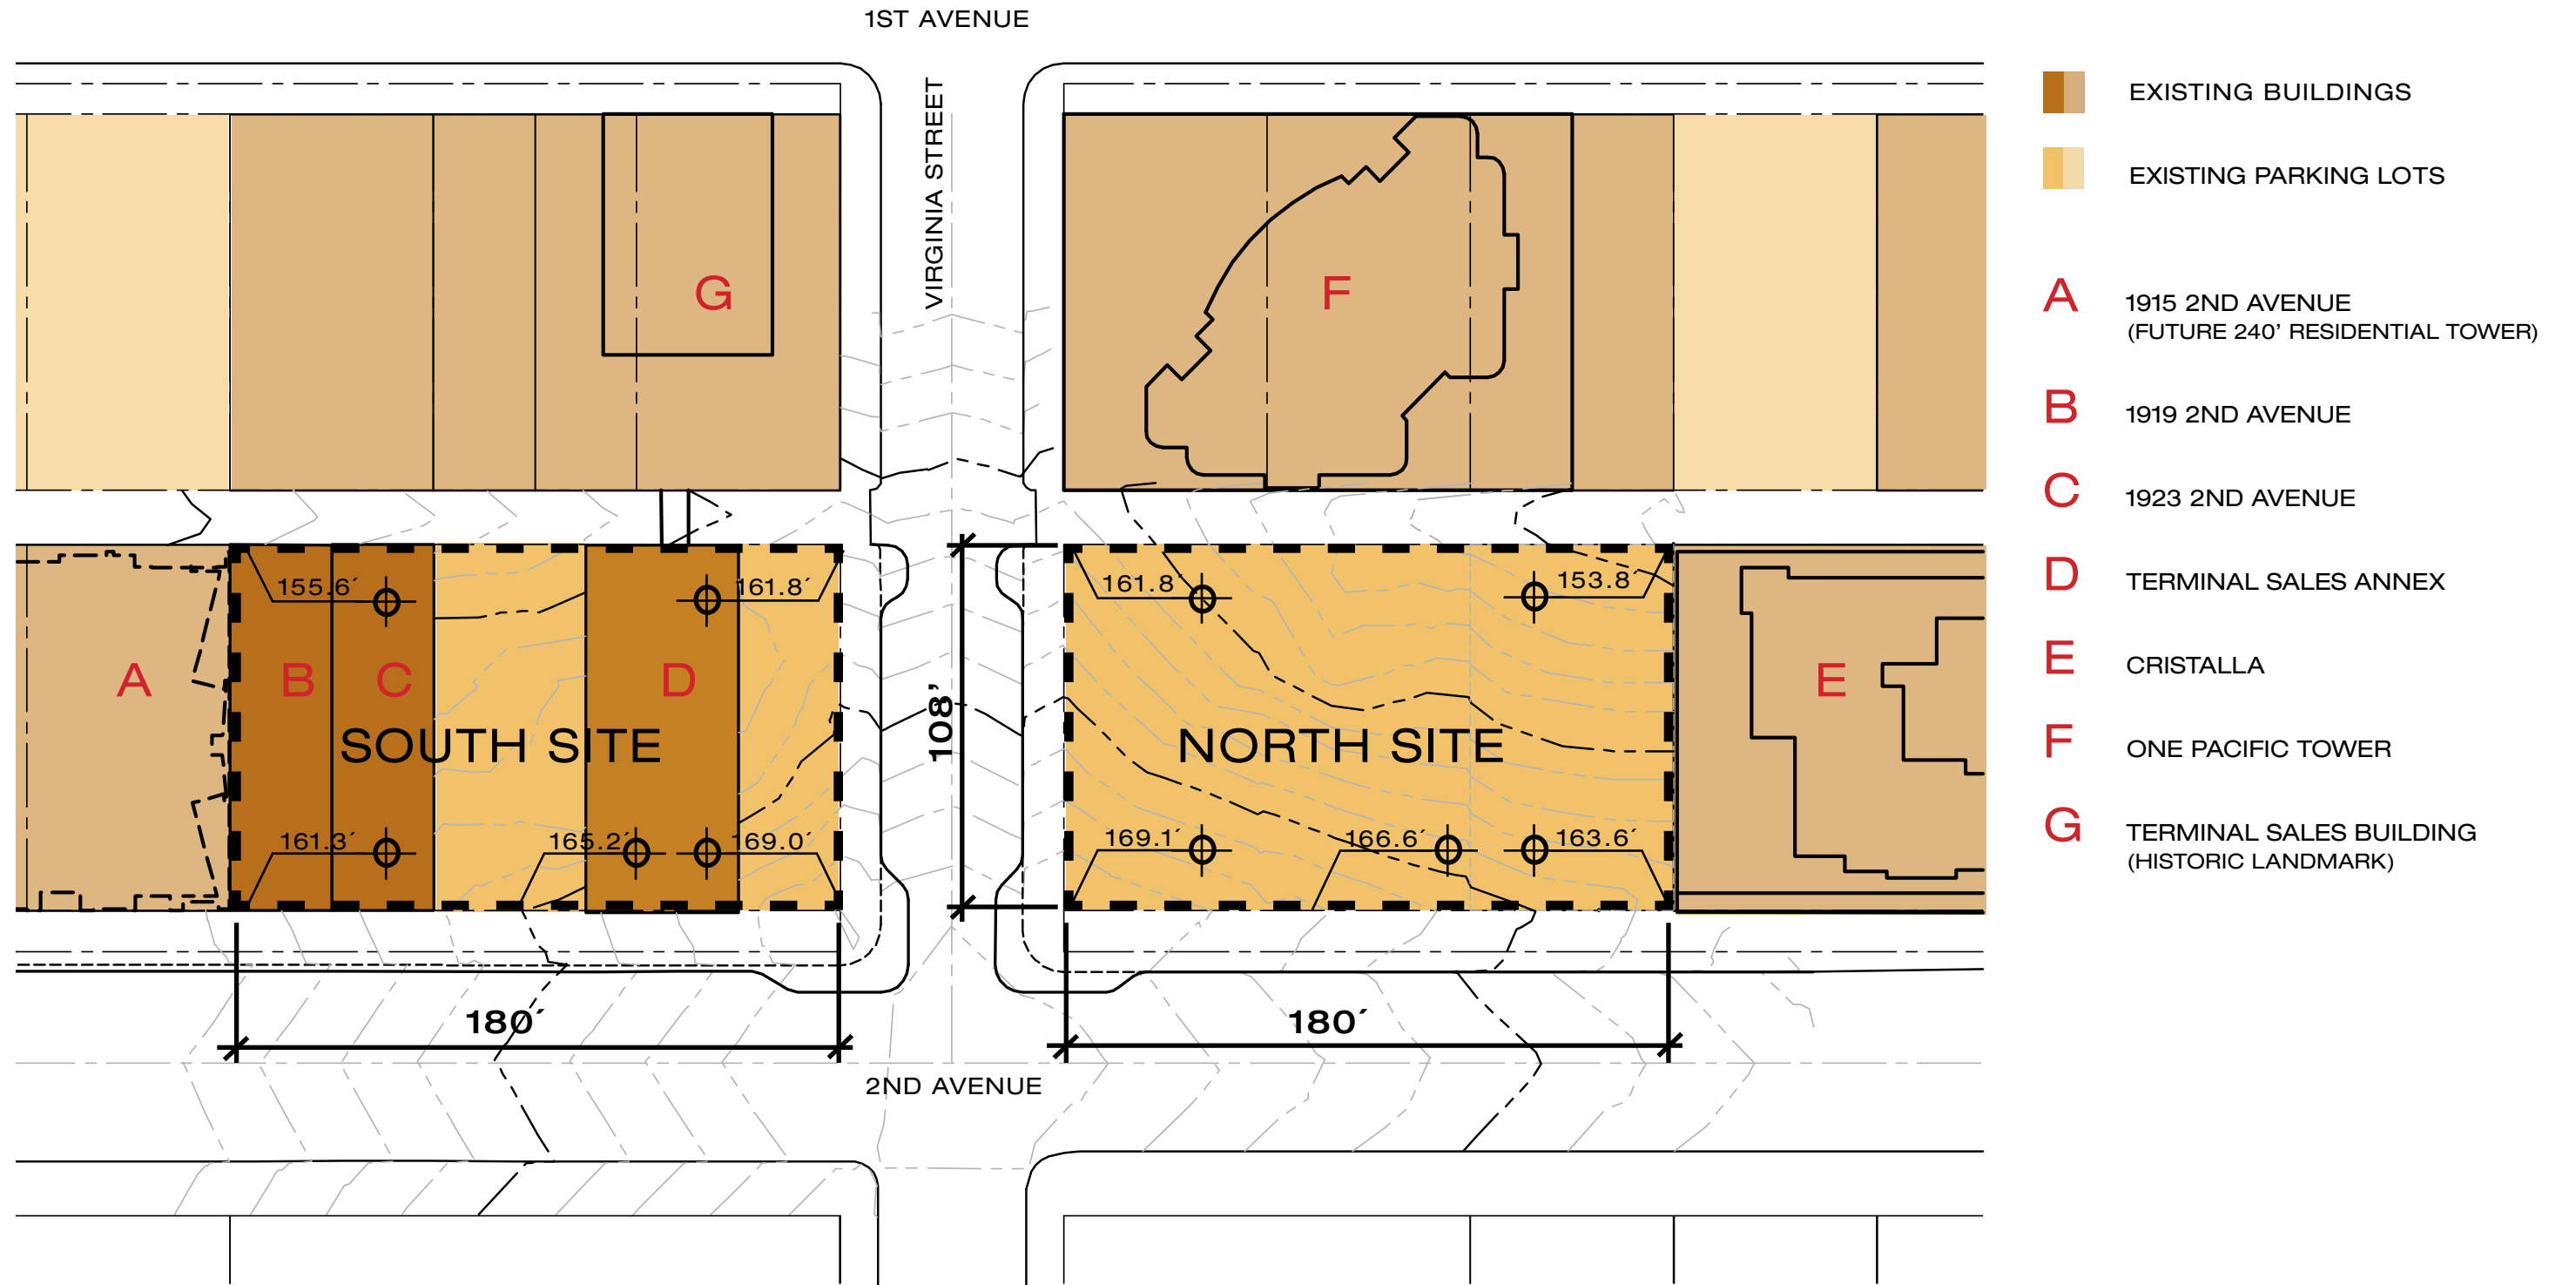 1ST AVENUE
VIRGINIA STREET
G
F
155.6´
161.8´
161.8´
153.8´
A
B
C
D
E
SOUTH SITE
108'
NORTH SITE
161.3´
165.2´
169.0´
169.1´
166.6´
163.6´
180´
180´
2ND AVENUE
EXISTING BUILDINGS
EXISTING PARKING LOTS
A 1915 2ND AVENUE
(FUTURE 240’ RESIDENTIAL TOWER)
B 1919 2ND AVENUE
C 1923 2ND AVENUE
D TERMINAL SALES ANNEX
E CRISTALLA
F ONE PACIFIC TOWER
G TERMINAL SALES BUILDING
(HISTORIC LANDMARK)